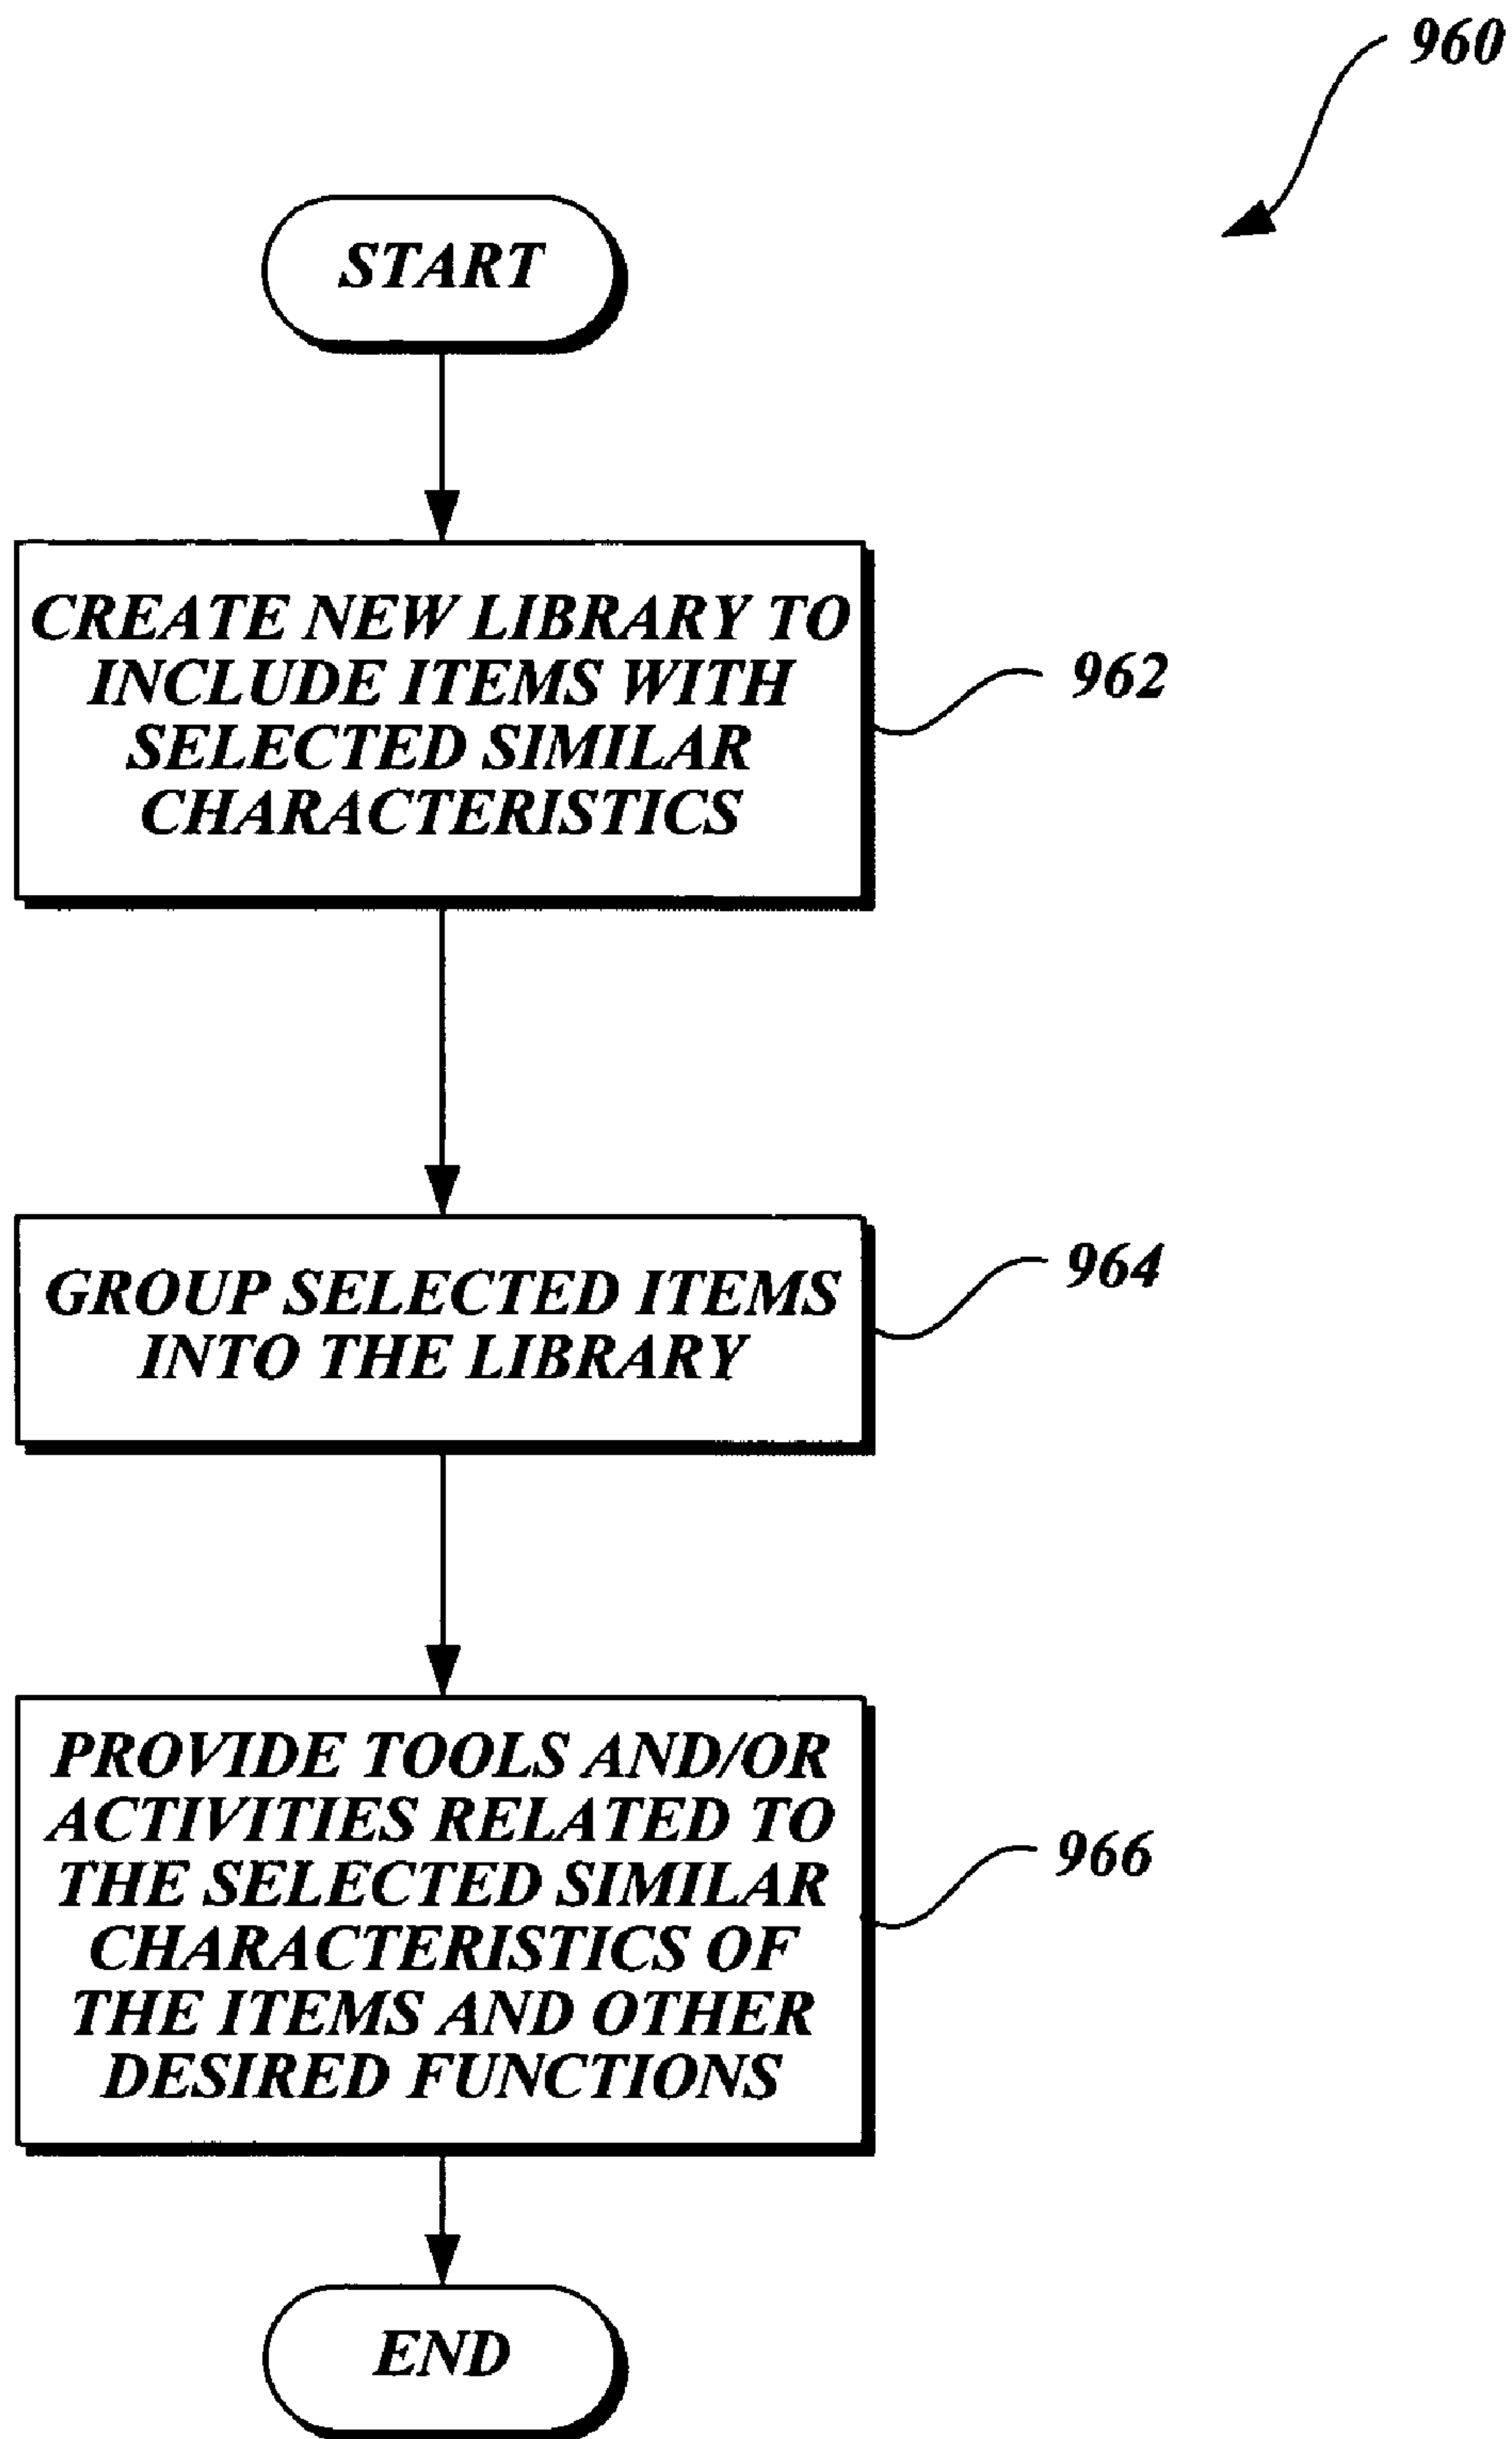 960
START
CREATE NEW LIBRARY TO
INCLUDE ITEMS WITH
SELECTED SIMILAR
CHARACTERISTICS
962
GROUP SELECTED ITEMS
INTO THE LIBRARY
964
PROVIDE TOOLS AND/OR
ACTIVITIES RELATED TO
THE SELECTED SIMILAR
CHARACTERISTICS OF
THE ITEMS AND OTHER
DESIRED FUNCTIONS
966
END